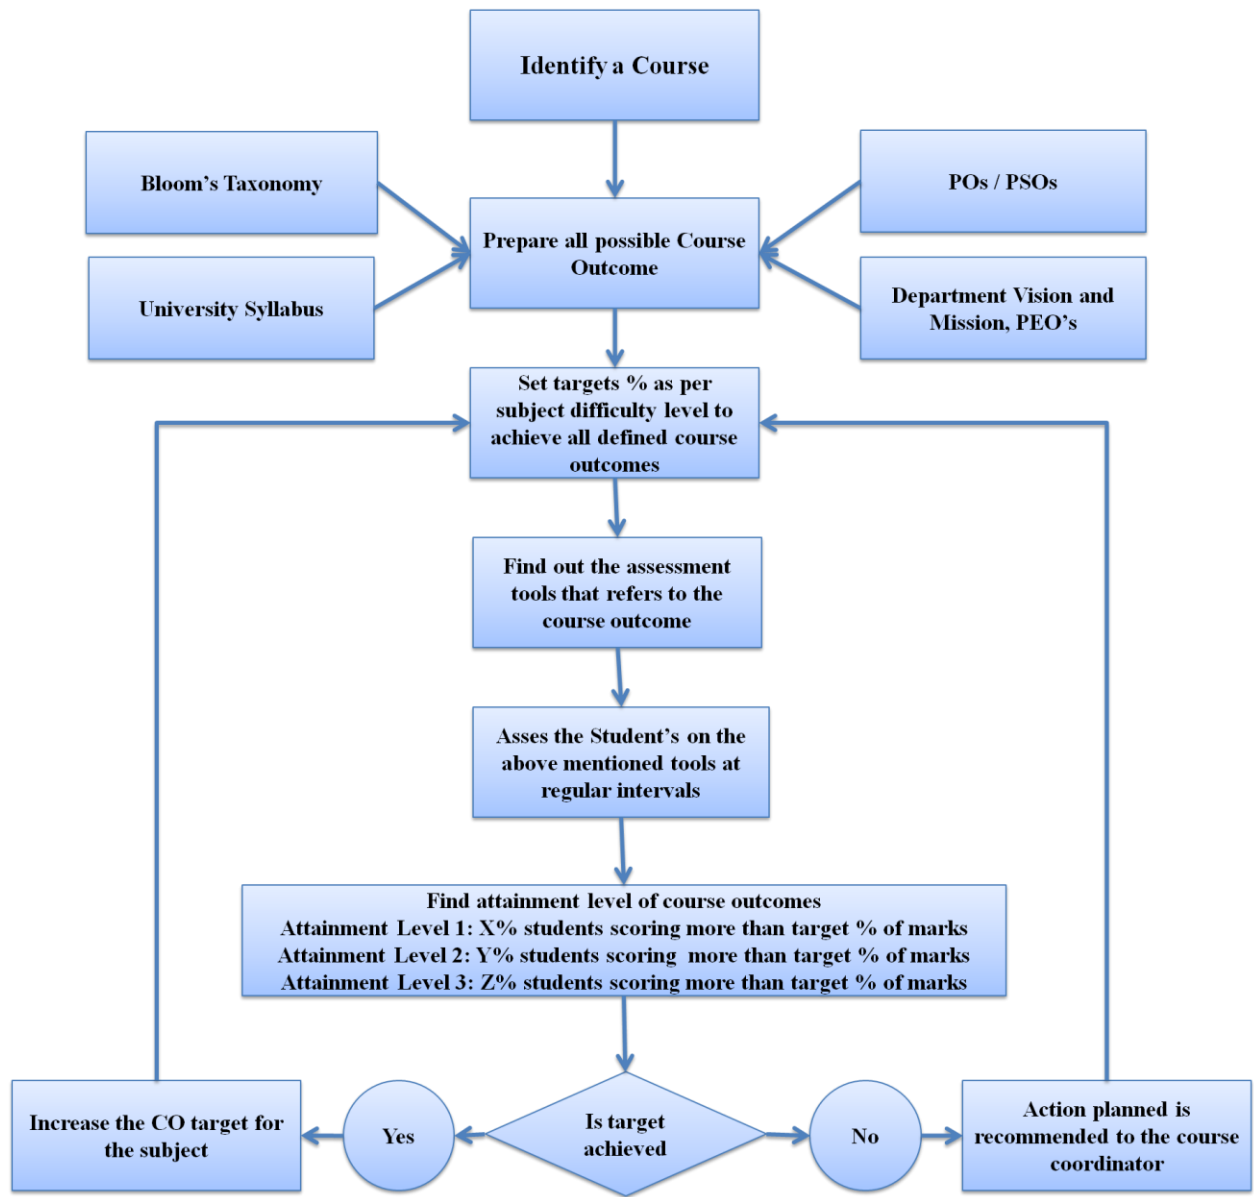 Identify a Course
Bloom's Taxonomy
POs / PSOs
Prepare all possible Course
Outcome
University Syllabus
Department Vision and
Mission, PEO's
Set targets % as per
subject difficulty level to
achieve all defined course
outcomes
Find out the assessment
tools that refers to the
course outcome
Asses the Student's on the
above mentioned tools at
regular intervals
Find attainment level of course outcomes
Attainment Level 1: X% students scoring more than target % of marks
Attainment Level 2: Y% students scoring more than target % of marks
Attainment Level 3: Z% students scoring more than target % of marks
Increase the CO target for
the subject
Yes
Is target
achieved
No
Action planned is
recommended to the course
coordinator